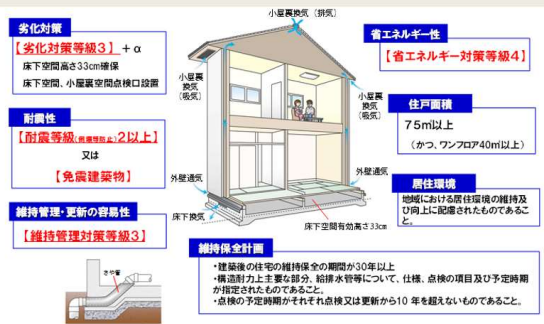 劣化対策
【劣化対策等級3】+α
床下空間高さ33cm確保
床下空間、小屋裏空間点検口設置
耐震性
【耐震等級(倒壊等防止)2以上】
又は
【免震建築物】
維持管理・更新の容易性
【維持管理対策等級3】
さや管
小屋裏換気(排気)
小屋裏
換気
(吸気)
小屋裏
換気
(吸気)
外壁通気
外壁通気
床下換気
床下空間有効高さ33cm
省エネルギー性
【省エネルギー対策等級4】
住戸面積
75㎡以上
(かつ、ワンフロア40㎡以上)
居住環境
地域における居住環境の維持及
び向上に配慮されたものであるこ
と。
維持保全計画
・建築後の住宅の維持保全の期間が30年以上
・構造耐力上主要な部分、給排水管等について、仕様、点検の項目及び予定時期
が指定されたものであること。
・点検の予定時期がそれぞれ点検又は更新から10 年を超えないものであること。